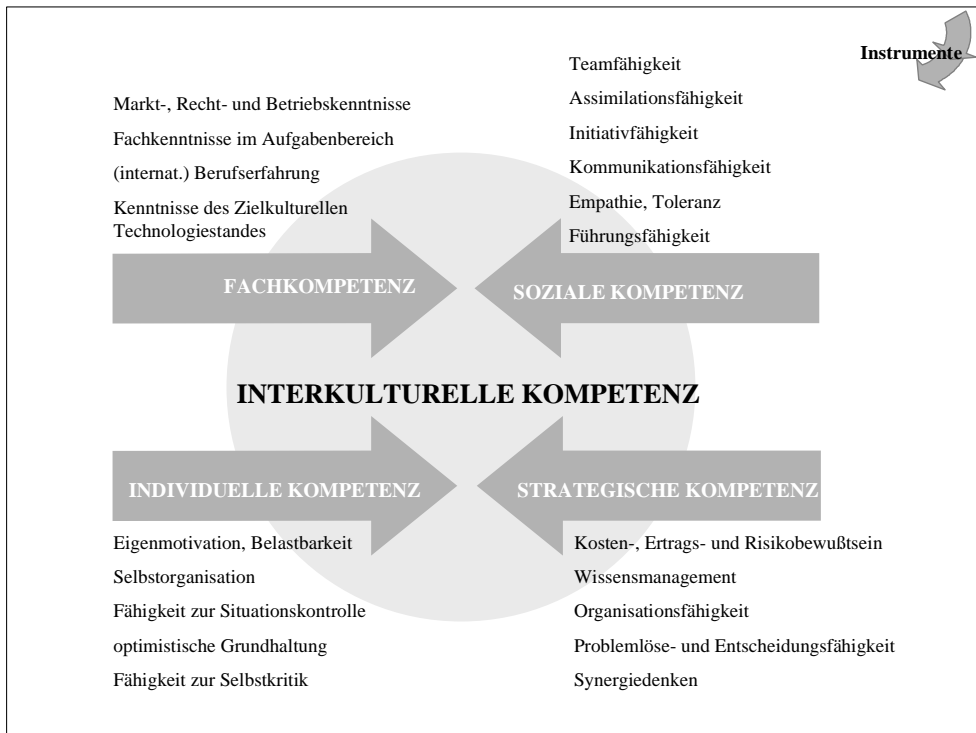 Instrumente
Markt-, Recht- und Betriebskenntnisse
Fachkenntnisse im Aufgabenbereich
(internat.) Berufserfahrung
Kenntnisse des Zielkulturellen
Technologiestandes
Teamfähigkeit
Assimilationsfähigkeit
Initiativfähigkeit
Kommunikationsfähigkeit
Empathie, Toleranz
Führungsfähigkeit
FACHKOMPETENZ
SOZIALE KOMPETENZ
INTERKULTURELLE KOMPETENZ
INDIVIDUELLE KOMPETENZ
STRATEGISCHE KOMPETENZ
Eigenmotivation, Belastbarkeit
Selbstorganisation
Fähigkeit zur Situationskontrolle
optimistische Grundhaltung
Fähigkeit zur Selbstkritik
Kosten-, Ertrags- und Risikobewußtsein
Wissensmanagement
Organisationsfähigkeit
Problemlöse- und Entscheidungsfähigkeit
Synergiedenken